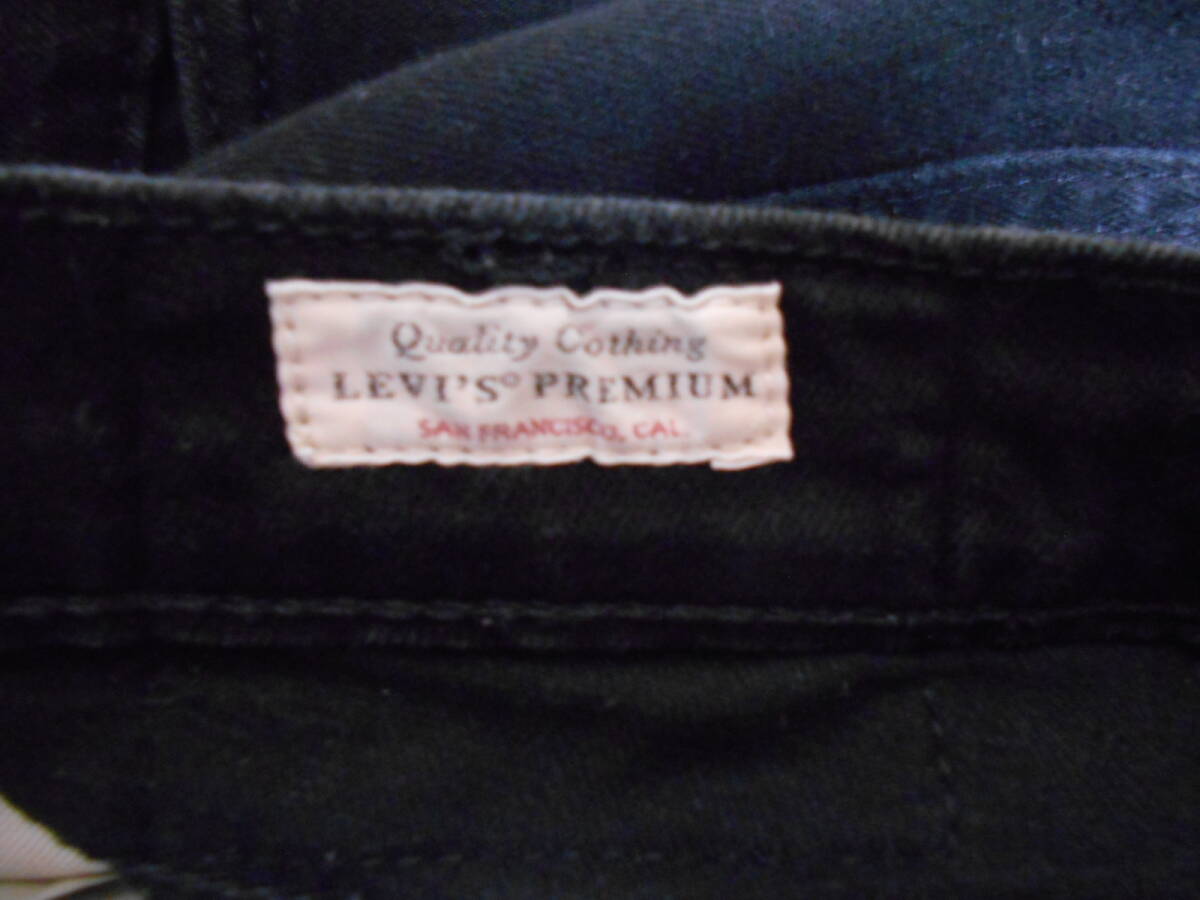 Quality Cothing
LEVI'S® PREMIUM
SAN FRANCISCO, CAL.